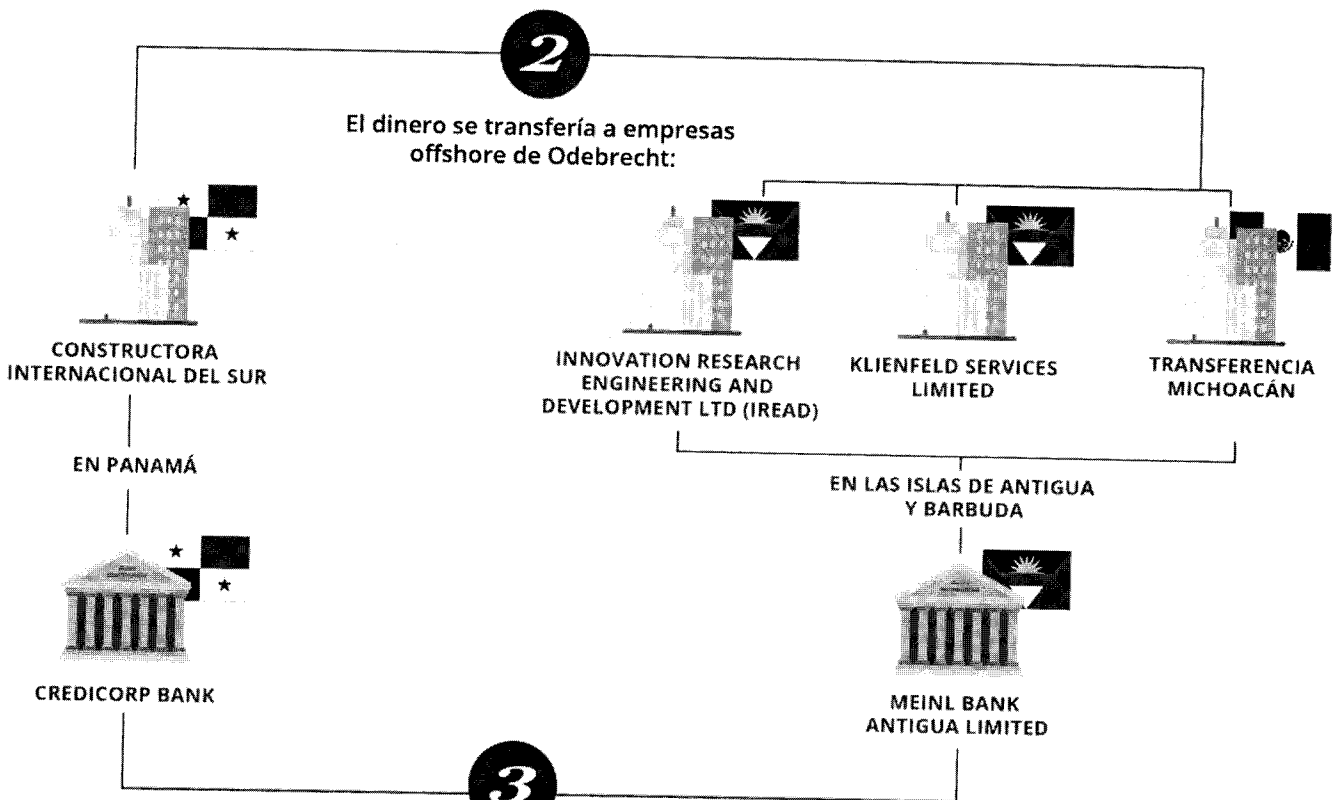 2
El dinero se transfería a empresas
offshore de Odebrecht:
CONSTRUCTORA
INTERNACIONAL DEL SUR
INNOVATION RESEARCH
ENGINEERING AND
DEVELOPMENT LTD (IREAD)
KLIENFELD SERVICES
LIMITED
TRANSFERENCIA
MICHOACÁN
EN PANAMÁ
EN LAS ISLAS DE ANTIGUA
Y BARBUDA
CREDICORP BANK
MEINL BANK
ANTIGUA LIMITED
3